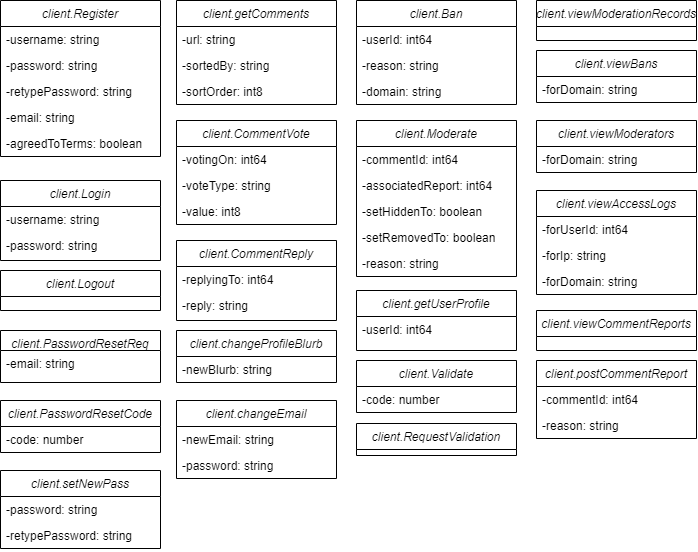 client.Register
-username: string
-password: string
-retypePassword: string
-email: string
-agreedToTerms: boolean
client.Login
-username: string
-password: string
client.Logout
client.PasswordResetReq
-email: string
client.PasswordResetCode
-code: number
client.setNewPass
-password: string
-retypePassword: string
client.getComments
-url: string
-sortedBy: string
-sortOrder: int8
client.CommentVote
-votingOn: int64
-voteType: string
-value: int8
client.CommentReply
-replyingTo: int64
-reply: string
client.changeProfileBlurb
-newBlurb: string
client.changeEmail
-newEmail: string
-password: string
client.Ban
-userId: int64
-reason: string
-domain: string
client.Moderate
-commentId: int64
-associatedReport: int64
-setHiddenTo: boolean
-setRemovedTo: boolean
-reason: string
client.getUserProfile
-userId: int64
client.Validate
-code: number
client.RequestValidation
client.viewModerationRecords
client.viewBans
-forDomain: string
client.viewModerators
-forDomain: string
client.viewAccessLogs
-forUserId: int64
-forIp: string
-forDomain: string
client.viewCommentReports
client.postCommentReport
-commentId: int64
-reason: string